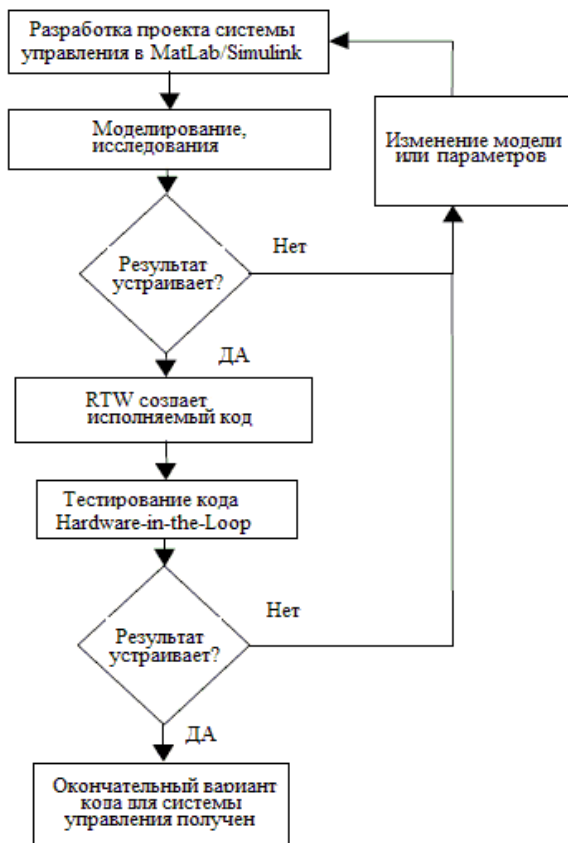 Разработка проекта системы
управления в MatLab/Simulink
Моделирование,
исследования
Изменение модели
или параметров
Результат
устраивает?
Нет
ДА
RTW создает
исполняемый код
Тестирование кода
Hardware-in-the-Loop
Результат
устраивает?
Нет
ДА
Окончательный вариант
кода для системы
управления получен